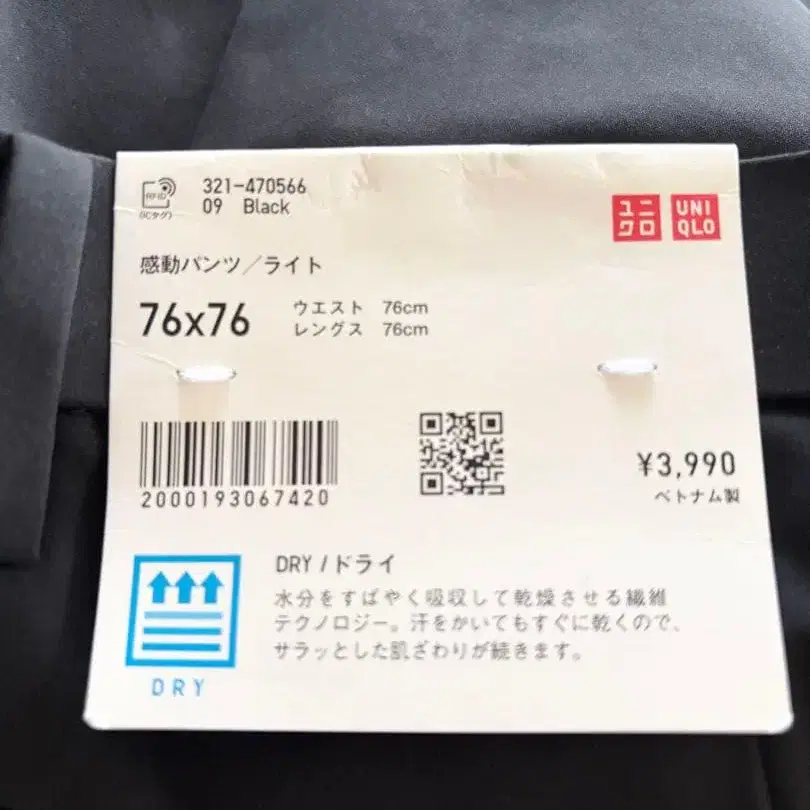 RFID
(ICタグ)
321-470566
09 Black
ユニ
クロ
UNI
QLO
感動パンツ／ライト
76x76
ウエスト 76cm
レングス 76cm
2000193067420
¥3,990
ベトナム製
DRY / ドライ
水分をすばやく吸収して乾燥させる繊維
テクノロジー。汗をかいてもすぐに乾くので、
サラッとした肌ざわりが続きます。
DRY